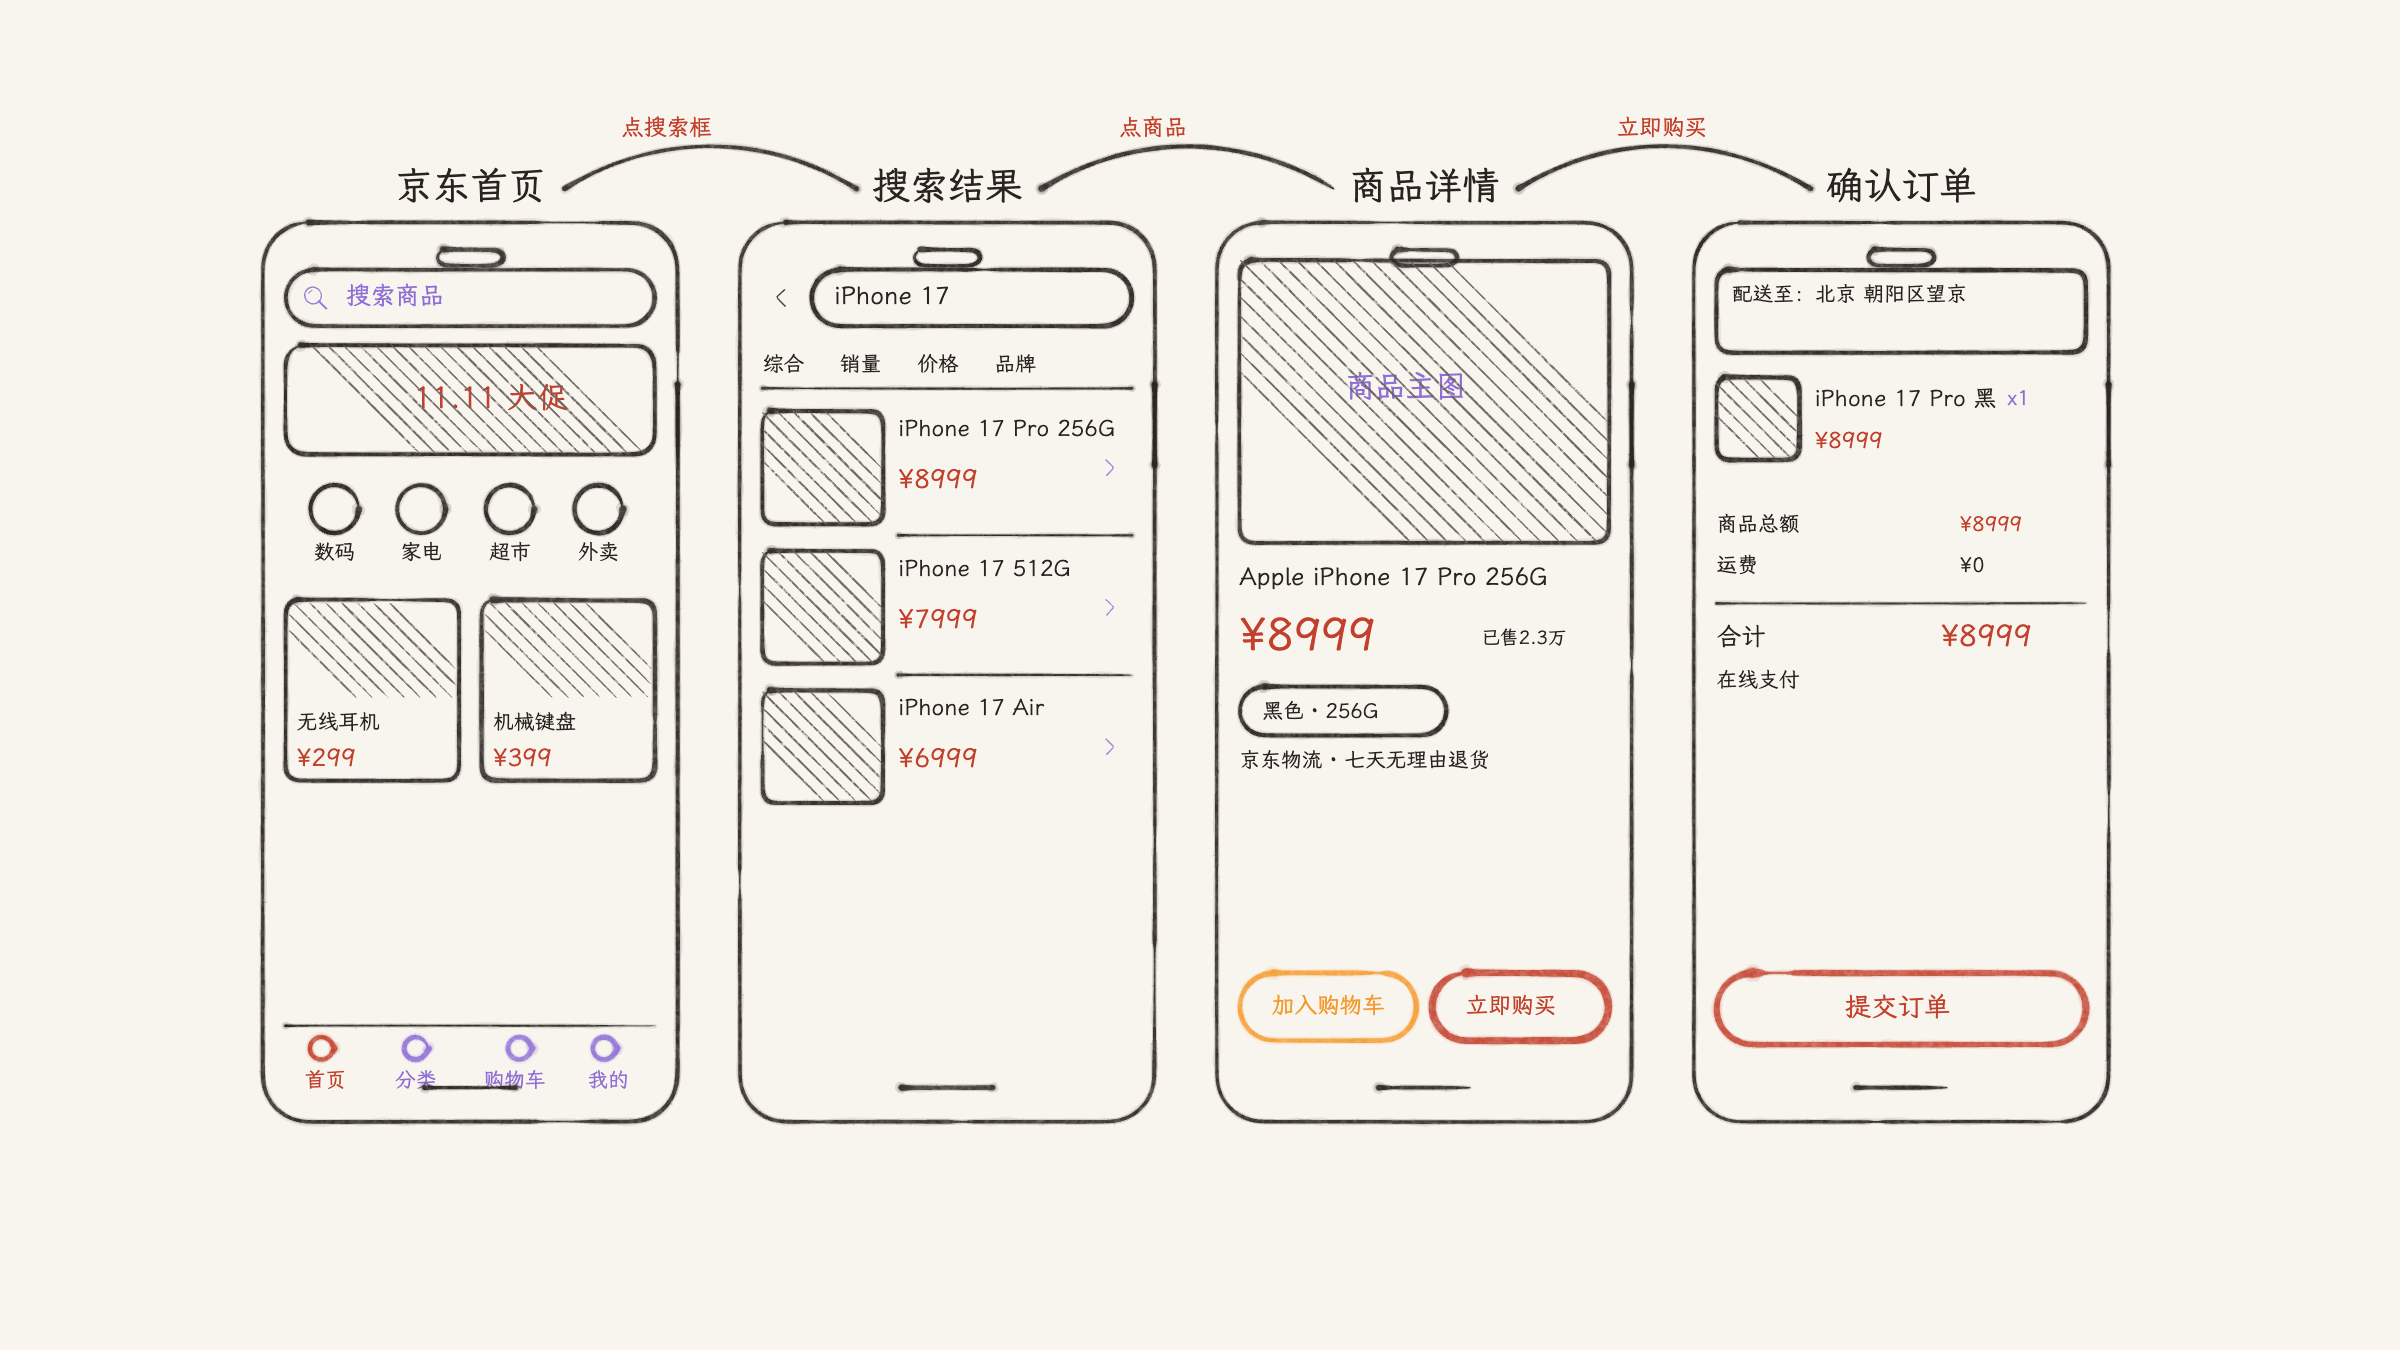 点搜索框
点商品
立即购买
京东首页
搜索结果
商品详情
确认订单
搜索商品
11.11 大促
数码
家电
超市
外卖
无线耳机
¥299
机械键盘
¥399
首页
分类
购物车
我的
iPhone 17
综合
销量
价格
品牌
iPhone 17 Pro 256G
¥8999
iPhone 17 512G
¥7999
iPhone 17 Air
¥6999
商品主图
Apple iPhone 17 Pro 256G
¥8999
已售2.3万
黑色·256G
京东物流·七天无理由退货
加入购物车
立即购买
配送至：北京 朝阳区望京
iPhone 17 Pro 黑 x1
¥8999
商品总额 ¥8999
运费 ¥0
合计 ¥8999
在线支付
提交订单